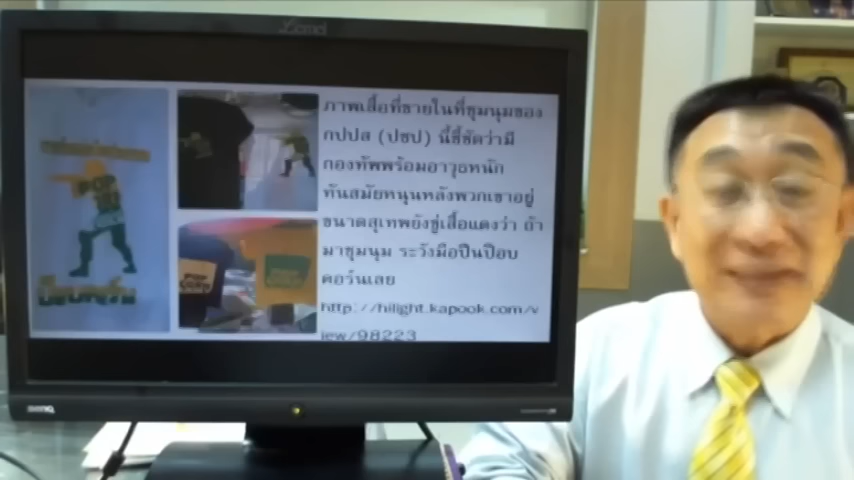 ภาพเสื้อที่ขายในที่ชุมนุมของ
กปปส (ปชป) นี้ชี้ชัดว่ามี
กองทัพพร้อมอาวุธหนัก
ทันสมัยหนุนหลังพวกเขาอยู่
ขนาดสุเทพยังขู่เสื้อแดงว่า ถ้า
มาชุมนุม ระวังมือปืนป๊อบ
คอร์นเลย
http://hilight.kapook.com/v
iew/98223
POP
POP
CORN
BenQ